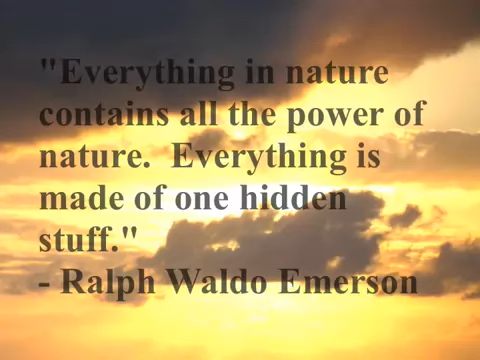 "Everything in nature
contains all the power of
nature.  Everything is
made of one hidden
stuff."
- Ralph Waldo Emerson